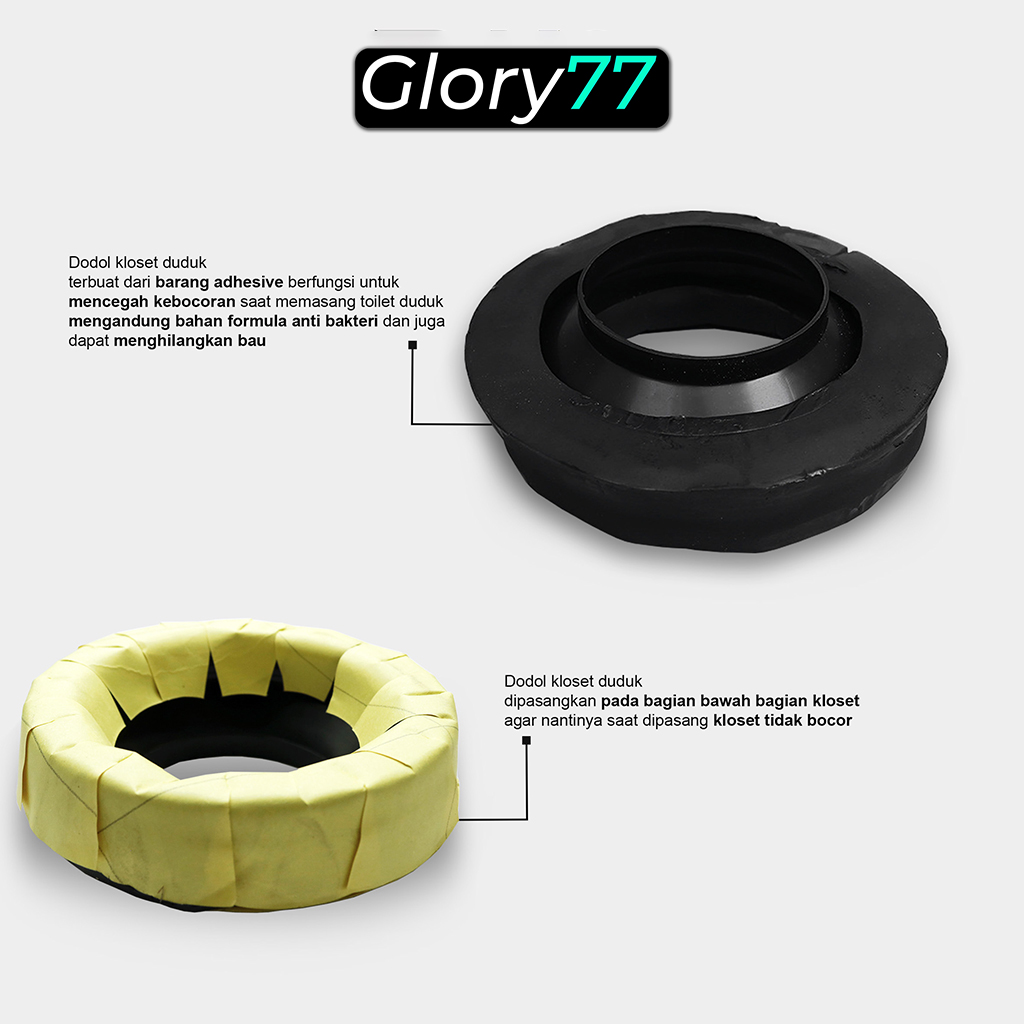 Glory77
Dodol kloset duduk
terbuat dari barang adhesive berfungsi untuk
mencegah kebocoran saat memasang toilet duduk
mengandung bahan formula anti bakteri dan juga
dapat menghilangkan bau
Dodol kloset duduk
dipasangkan pada bagian bawah bagian kloset
agar nantinya saat dipasang kloset tidak bocor